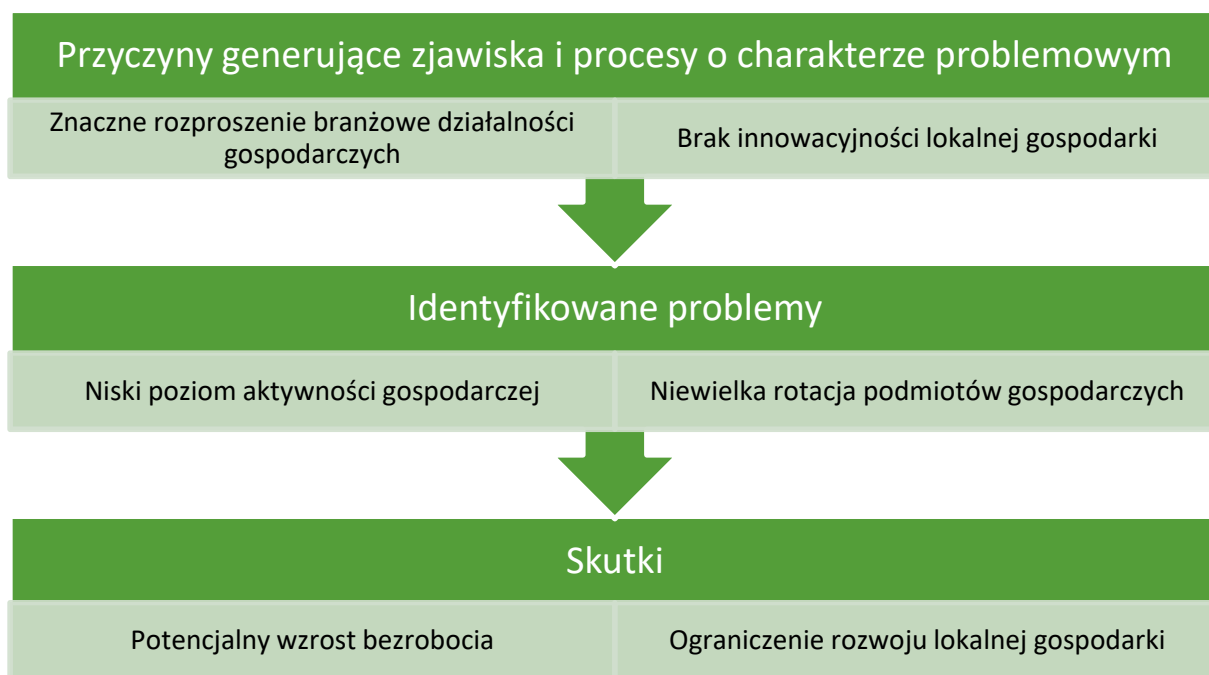 Przyczyny generujące zjawiska i procesy o charakterze problemowym
Znaczne rozproszenie branżowe działalności
gospodarczych
Brak innowacyjności lokalnej gospodarki
Identyfikowane problemy
Niski poziom aktywności gospodarczej
Niewielka rotacja podmiotów gospodarczych
Skutki
Potencjalny wzrost bezrobocia
Ograniczenie rozwoju lokalnej gospodarki